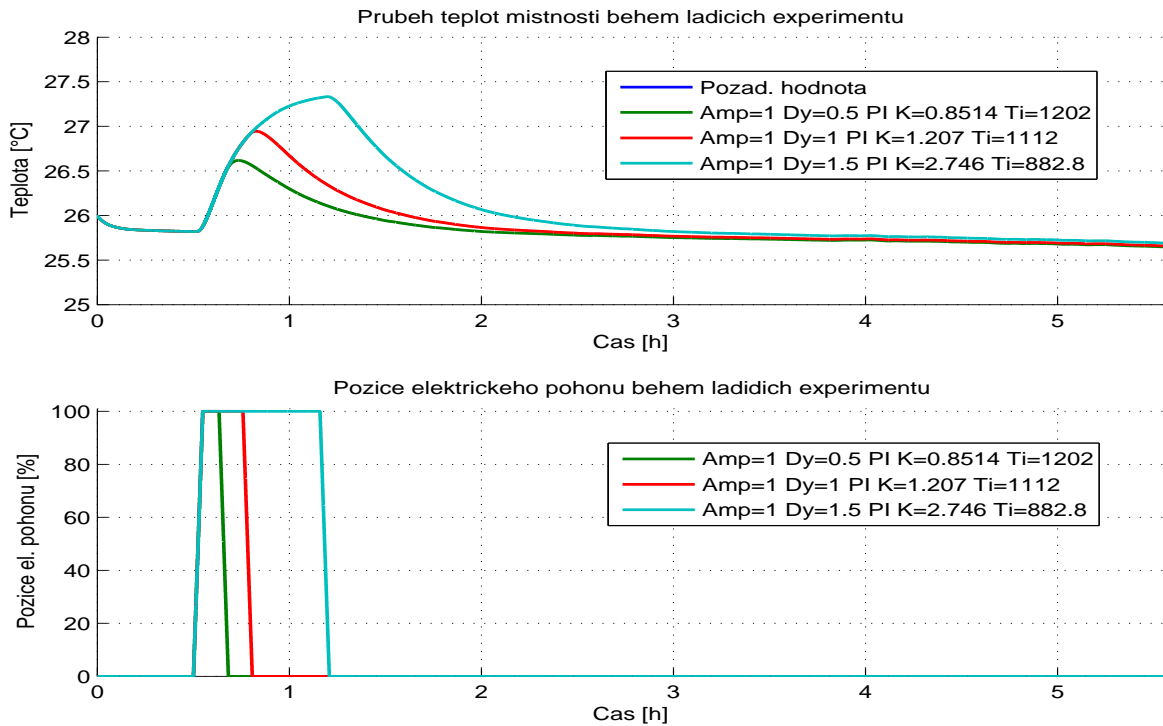 Prubeh teplot mistnosti behem ladicich experimentu
28
27.5
27
26.5
26
25.5
25
Teplota [°C]
Pozad. hodnota
Amp=1 Dy=0.5 PI K=0.8514 Ti=1202
Amp=1 Dy=1 PI K=1.207 Ti=1112
Amp=1 Dy=1.5 PI K=2.746 Ti=882.8
0 1 2 3 4 5
Cas [h]
Pozice elektrickeho pohonu behem ladidich experimentu
100
80
60
40
20
0
Pozice el. pohonu [%]
Amp=1 Dy=0.5 PI K=0.8514 Ti=1202
Amp=1 Dy=1 PI K=1.207 Ti=1112
Amp=1 Dy=1.5 PI K=2.746 Ti=882.8
0 1 2 3 4 5
Cas [h]